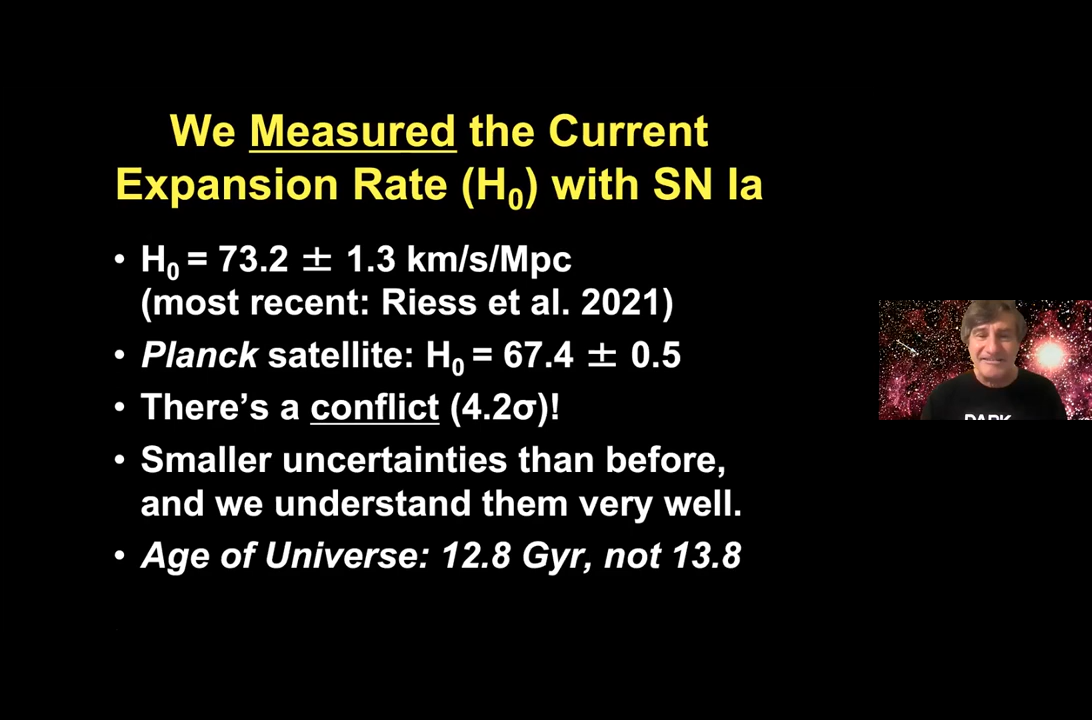 We Measured the Current
Expansion Rate (H₀) with SN Ia
• H₀ = 73.2 ± 1.3 km/s/Mpc
(most recent: Riess et al. 2021)
• Planck satellite: H₀ = 67.4 ± 0.5
• There’s a conflict (4.2σ)!
• Smaller uncertainties than before,
and we understand them very well.
• Age of Universe: 12.8 Gyr, not 13.8
DARK